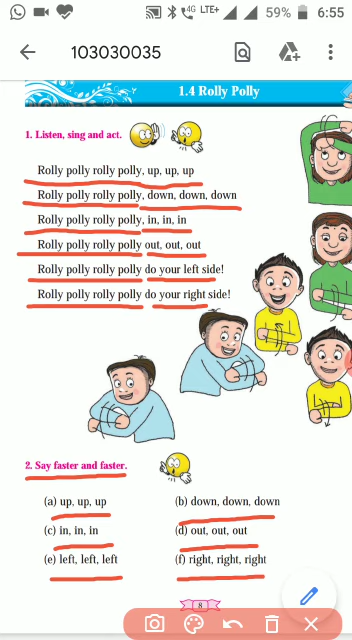 4G LTE+ 59% 6:55
103030035
1.4 Rolly Polly
1. Listen, sing and act.
Rolly polly rolly polly, up, up, up
Rolly polly rolly polly, down, down, down
Rolly polly rolly polly, in, in, in
Rolly polly rolly polly out, out, out
Rolly polly rolly polly do your left side!
Rolly polly rolly polly do your right side!
2. Say faster and faster.
(a) up, up, up (b) down, down, down
(c) in, in, in (d) out, out, out
(e) left, left, left (f) right, right, right
8